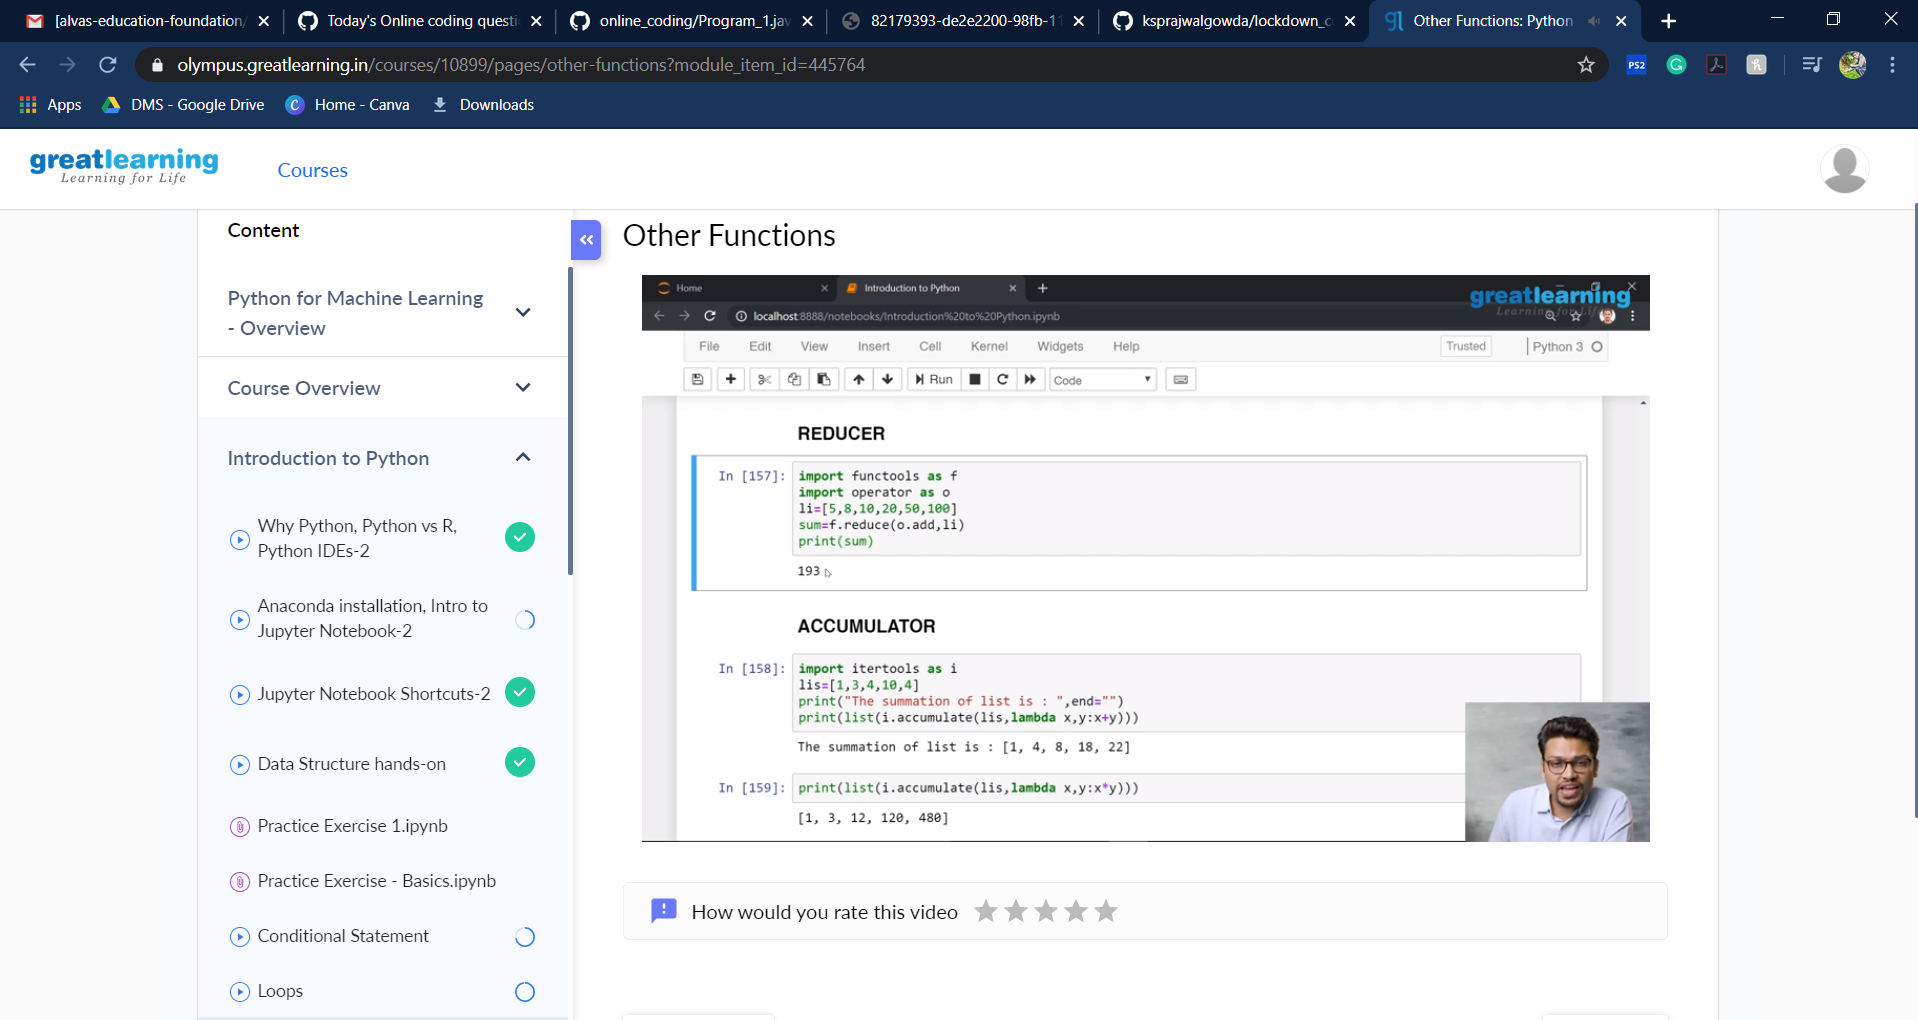 [alvas-education-foundation/
Today's Online coding questi
online_coding/Program_1.jav
82179393-de2e2200-98fb-11
ksprajwalgowda/lockdown_c
Other Functions: Python
olympus.greatlearning.in/courses/10899/pages/other-functions?module_item_id=445764
PS2
Apps
DMS - Google Drive
Home - Canva
Downloads
greatlearning
Learning for Life
Courses
Content
Python for Machine Learning
- Overview
Course Overview
Introduction to Python
Why Python, Python vs R,
Python IDEs-2
Anaconda installation, Intro to
Jupyter Notebook-2
Jupyter Notebook Shortcuts-2
Data Structure hands-on
Practice Exercise 1.ipynb
Practice Exercise - Basics.ipynb
Conditional Statement
Loops
Other Functions
Home
Introduction to Python
greatlearning
Learning for Life
localhost:8888/notebooks/Introduction%20to%20Python.ipynb
File Edit View Insert Cell Kernel Widgets Help
Trusted
Python 3
Run
Code
REDUCER
In [157]: import functools as f
import operator as o
li=[5,8,10,20,50,100]
sum=f.reduce(o.add,li)
print(sum)
193
ACCUMULATOR
In [158]: import itertools as i
lis=[1,3,4,10,4]
print("The summation of list is : ",end="")
print(list(i.accumulate(lis,lambda x,y:x+y)))
The summation of list is : [1, 4, 8, 18, 22]
In [159]: print(list(i.accumulate(lis,lambda x,y:x*y)))
[1, 3, 12, 120, 480]
How would you rate this video